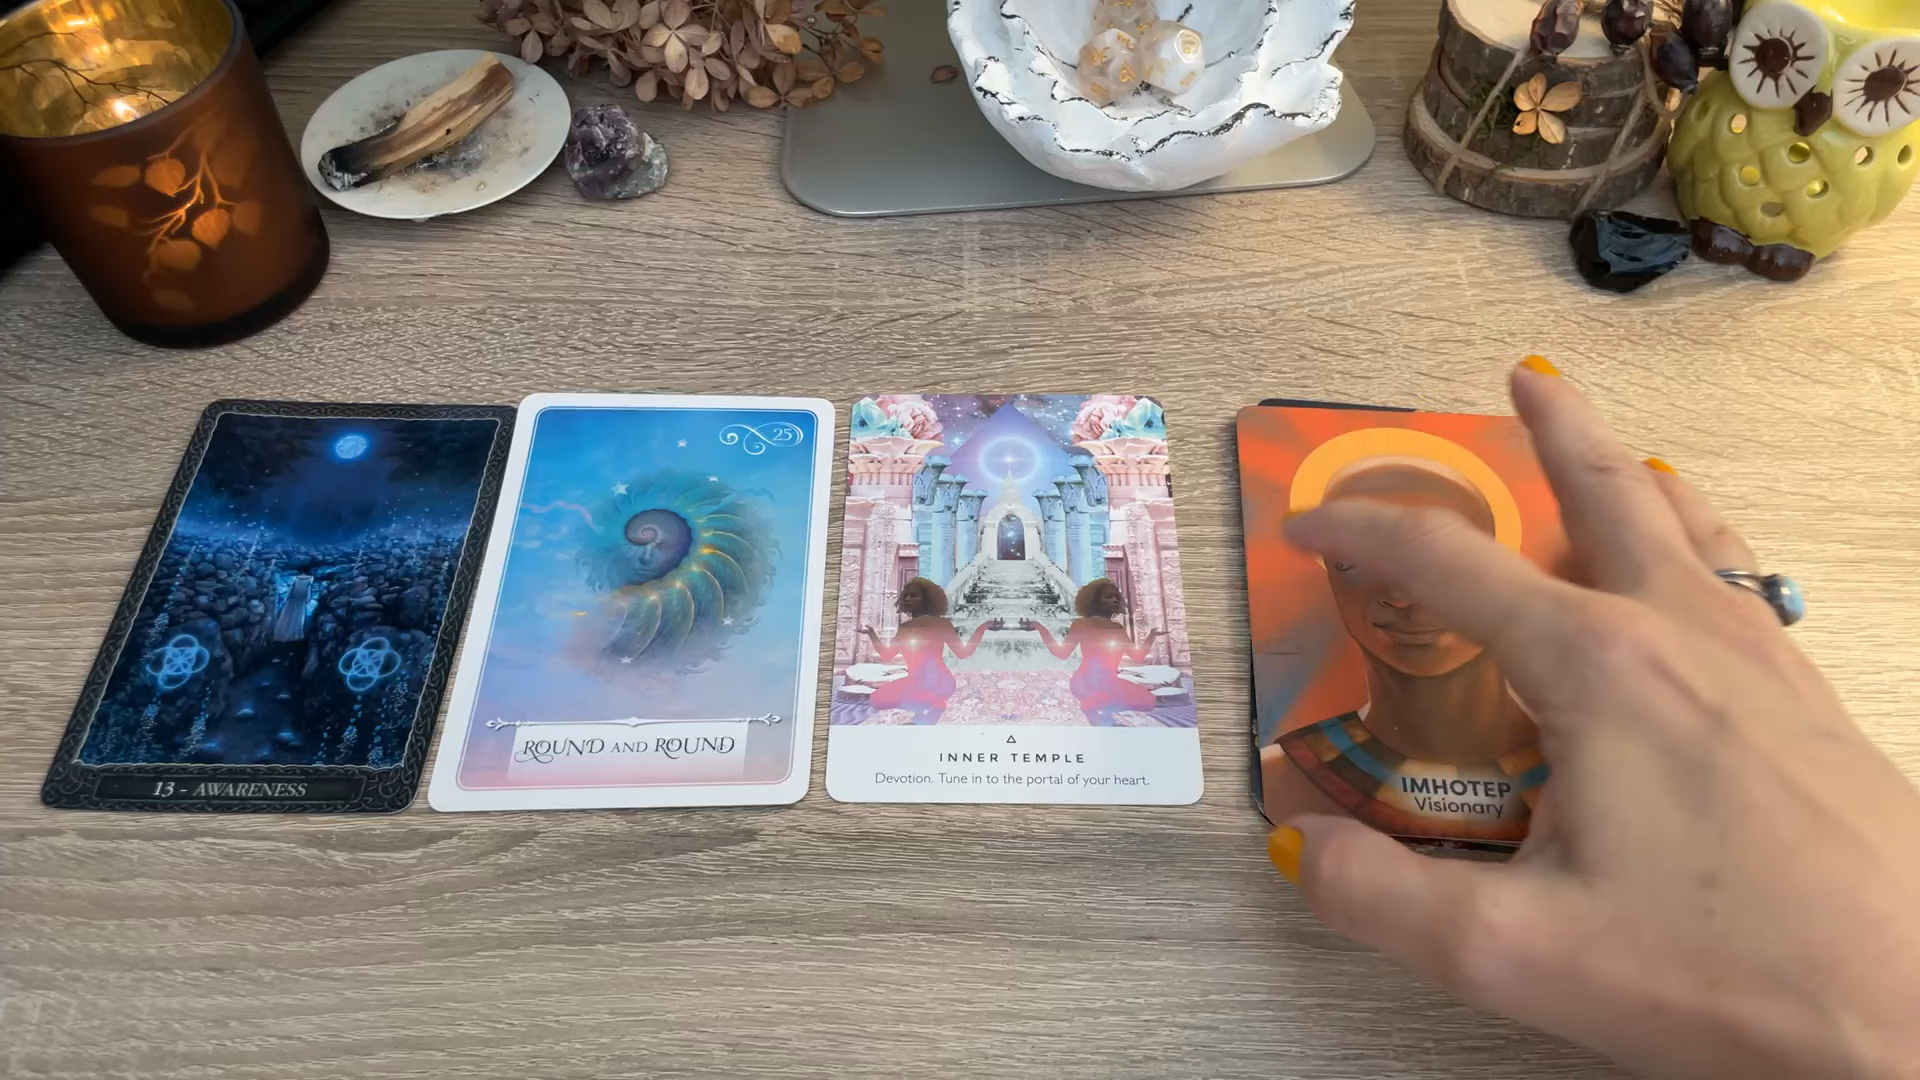 13 - AWARENESS
25
ROUND AND ROUND
INNER TEMPLE
Devotion. Tune in to the portal of your heart.
IMHOTEP
Visionary